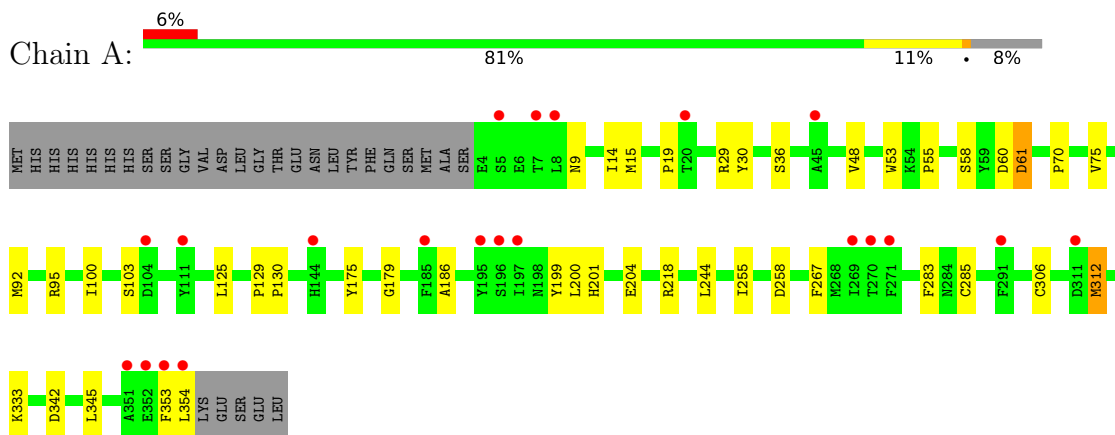 6%
Chain A:
81% 11% • 8%
MET HIS HIS HIS HIS HIS HIS SER SER GLY VAL ASP LEU GLY THR GLU ASN LEU TYR PHE GLN SER MET ALA SER E4 S5 E6 T7 L8 N9 I14 M15 P19 T20 R29 Y30 S36 A45 V48 W53 K54 P55 S58 Y59 D60 D61 P70 V75
M92 R95 I100 S103 D104 Y111 L125 P129 P130 H144 Y175 G179 F185 A186 Y195 S196 I197 N198 Y199 L200 H201 E204 R218 L244 I255 D258 F267 M268 I269 T270 F271 F283 N284 C285 F291 C306 D311 M312
K333 D342 L345 A351 E352 F353 L354 LYS GLU SER GLU LEU